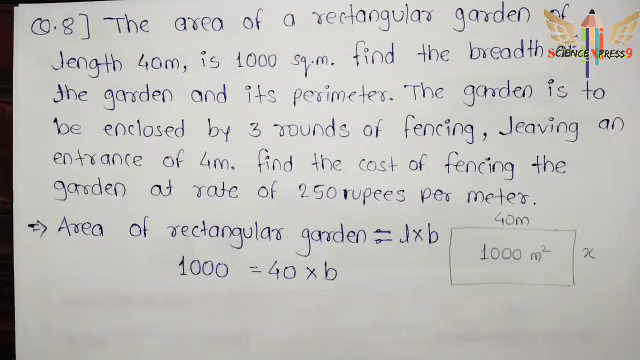 Q.8] The area of a rectangular garden of
length 40m, is 1000 sq.m. find the breadth of
the garden and its perimeter. The garden is to
be enclosed by 3 rounds of fencing, leaving an
entrance of 4m. find the cost of fencing the
garden at rate of 250 rupees per meter.
⇒ Area of rectangular garden = l×b
1000 = 40 × b
40m
1000 m²
x
SCIENCE XPRESS9